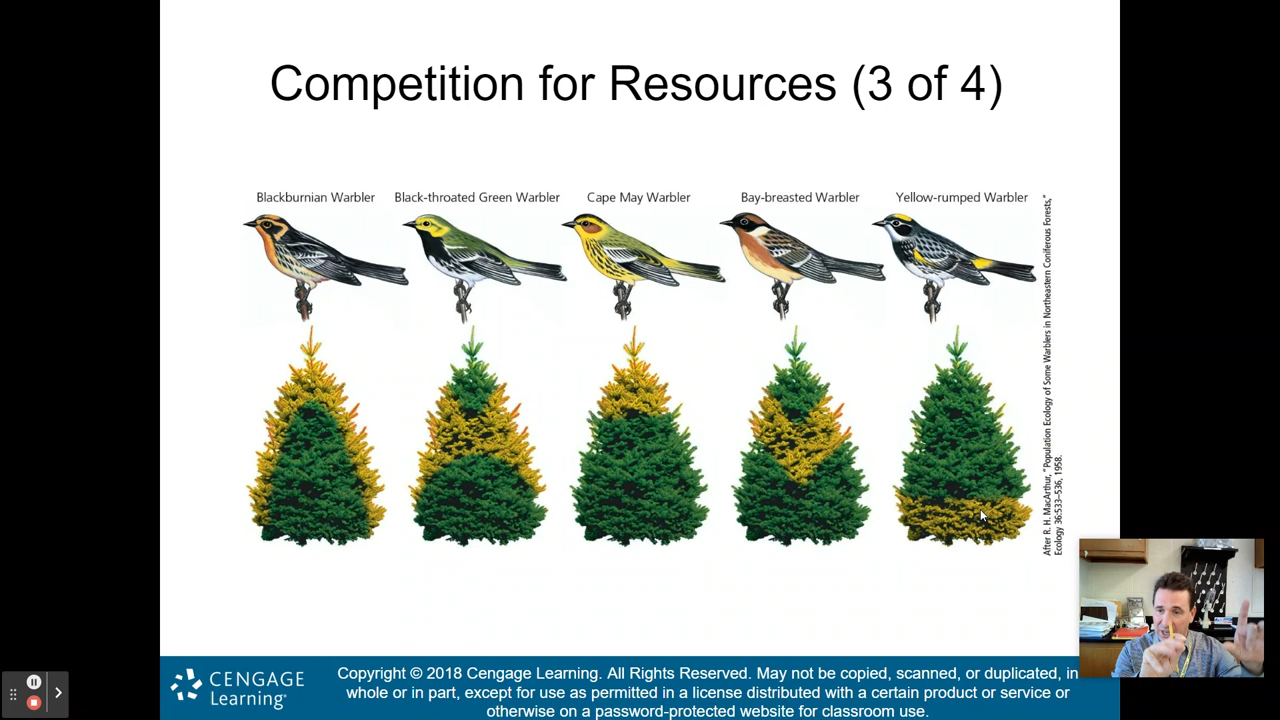 Competition for Resources (3 of 4)
Blackburnian Warbler
Black-throated Green Warbler
Cape May Warbler
Bay-breasted Warbler
Yellow-rumped Warbler
After R. H. MacArthur, "Population Ecology of Some Warblers in Northeastern Coniferous Forests,"
Ecology 36:533–536, 1958.
CENGAGE
Learning®
Copyright © 2018 Cengage Learning. All Rights Reserved. May not be copied, scanned, or duplicated, in
whole or in part, except for use as permitted in a license distributed with a certain product or service or
otherwise on a password-protected website for classroom use.